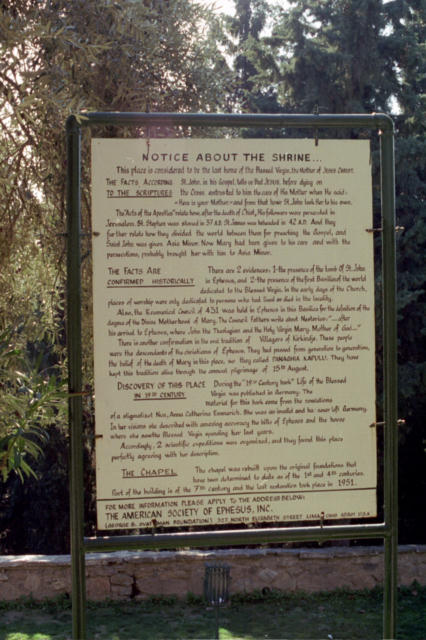 NOTICE ABOUT THE SHRINE...
This place is considered to be the last home of the Blessed Virgin, the Mother of JESUS CHRIST.
THE FACTS ACCORDING TO THE SCRIPTURES
St. John, in his Gospel, tells us that JESUS, before dying on
the Cross, entrusted to him the care of His Mother when He said:
«Here is your Mother» and from that hour St. John took her to his own.
"The Acts of the Apostles" relate how, after the death of Christ, His followers were persecuted in
Jerusalem. St. Stephen was stoned in 37 A.D. St. James was beheaded in 42 A.D. And they
further relate how they divided the world between them for preaching the Gospel, and
Saint John was given Asia Minor. Now Mary had been given to his care and with the
persecutions, probably brought her with him to Asia Minor.
THE FACTS ARE CONFIRMED HISTORICALLY
There are 2 evidences: 1-the presence of the tomb of St. John
in Ephesus, and 2-the presence of the first Basilica of the world
dedicated to the Blessed Virgin. In the early days of the Church,
places of worship were only dedicated to persons who had lived or died in the locality.
Also, the Ecumenical Council of 431 was held in Ephesus in this Basilica for the definition of the
dogma of the Divine Motherhood of Mary. The Council Fathers wrote about Nestorius: "...after
his arrival to Ephesus, where John the Theologian and the Holy Virgin Mary, Mother of God..."
There is another confirmation in the oral tradition of Villagers of Kirkindje. These people
were the descendants of the christians of Ephesus. They had passed from generation to generation,
the belief of the death of Mary in this place, now they called PANAGHIA KAPULU. They have
kept this tradition alive through the annual pilgrimage of 15th August.
DISCOVERY OF THIS PLACE IN 19TH CENTURY
During the "19th Century book" Life of the Blessed
Virgin was published in Germany. The
material for this book came from the revelations
of a stigmatist Nun, Anna Catherine Emmerich. She was an invalid and has never left Germany.
In her visions she described with amazing accuracy the hills of Ephesus and the house
where she saw the Blessed Virgin spending her last years.
Accordingly, 2 scientific expeditions were organized, and they found this place
perfectly agreeing with her description.
THE CHAPEL
The chapel was rebuilt upon the original foundations that
have been determined to date as of the 1st and 4th centuries.
Part of the building is of the 7th century and the last restoration took place in 1951.
FOR MORE INFORMATION PLEASE APPLY TO THE ADDRESS BELOW:
THE AMERICAN SOCIETY OF EPHESUS, INC.
(GEORGE B. QUATMAN FOUNDATION) 327 NORTH ELIZABETH STREET LIMA, OHIO 45801 U.S.A